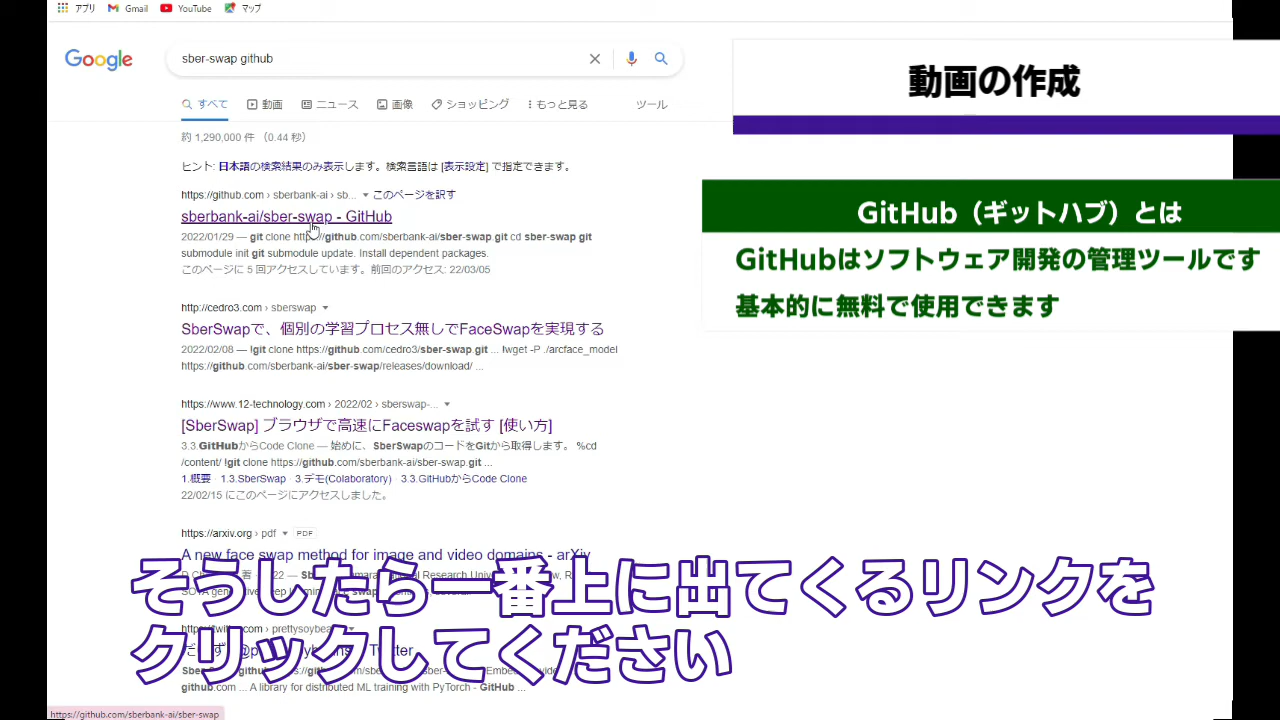 アプリ Gmail YouTube マップ
Google sber-swap github
すべて 動画 ニュース 画像 ショッピング もっと見る ツール
約 1,290,000 件 (0.44 秒)
ヒント: 日本語の検索結果のみ表示します。検索言語は [表示設定] で指定できます。
https://github.com › sberbank-ai › sb... このページを訳す
sberbank-ai/sber-swap - GitHub
2022/01/29 — git clone https://github.com/sberbank-ai/sber-swap.git cd sber-swap git
submodule init git submodule update. Install dependent packages.
このページに 5 回アクセスしています。前回のアクセス: 22/03/05
http://cedro3.com › sberswap
SberSwapで、個別の学習プロセス無しでFaceSwapを実現する
2022/02/08 — !git clone https://github.com/cedro3/sber-swap.git ... !wget -P ./arcface_model
https://github.com/sberbank-ai/sber-swap/releases/download/ ...
https://www.12-technology.com › 2022/02 › sberswap-...
[SberSwap] ブラウザで高速にFaceswapを試す [使い方]
3.3.GitHubからCode Clone — 始めに、SberSwapのコードをGitから取得します。 %cd
/content/ !git clone https://github.com/sberbank-ai/sber-swap.git ...
1.概要 · 1.3.SberSwap · 3.デモ(Colaboratory) · 3.3.GitHubからCode Clone
22/02/15 にこのページにアクセスしました。
https://arxiv.org › pdf PDF
A new face swap method for image and video domains - arXiv
github.com ... A library for distributed ML training with PyTorch - GitHub ...
動画の作成
GitHub（ギットハブ）とは
GitHubはソフトウェア開発の管理ツールです
基本的に無料で使用できます
そうしたら一番上に出てくるリンクを
クリックしてください
https://github.com/sberbank-ai/sber-swap